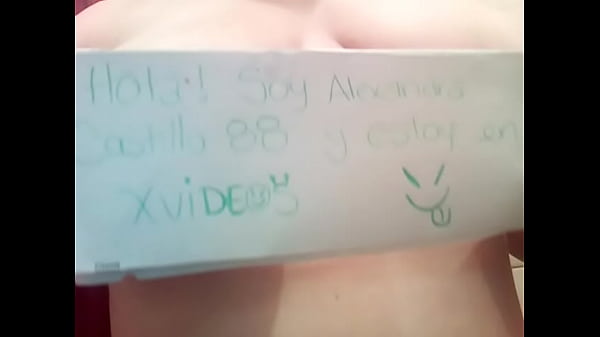 Hola! Soy Alexandra
Castillo 88 y estoy en
XVIDEOS